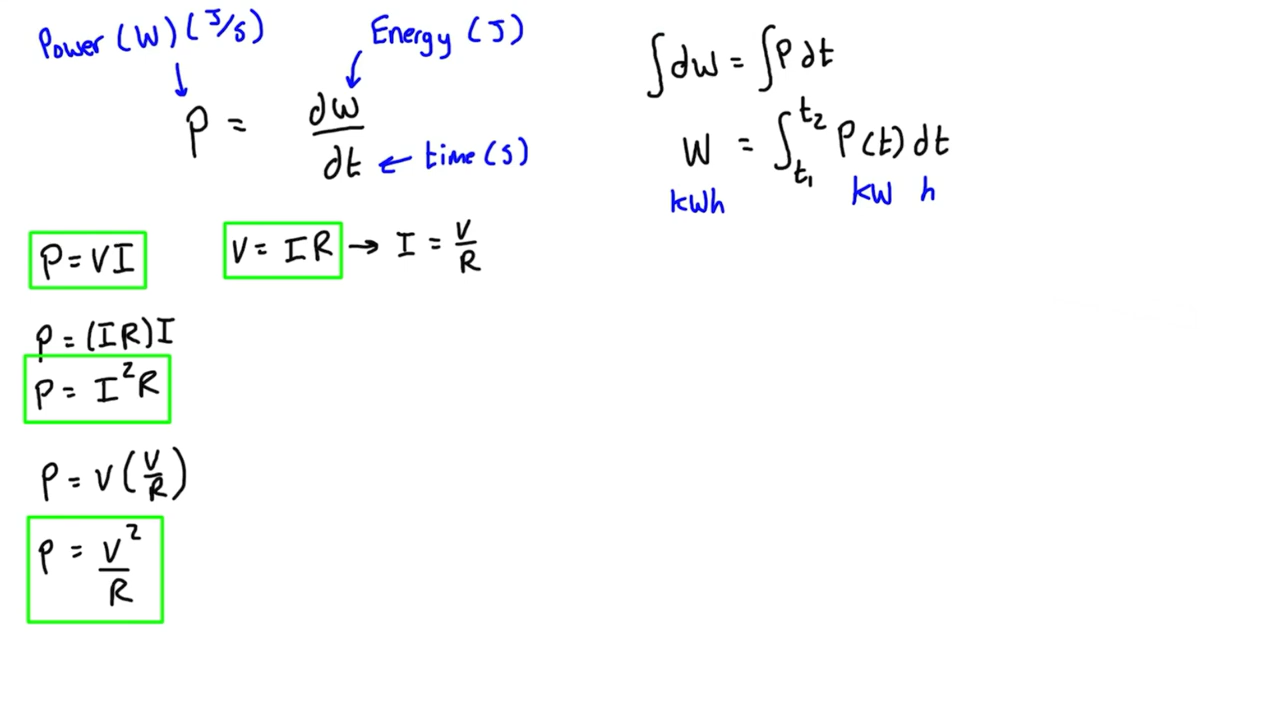 Power (W) (J/s)
Energy (J)
P = dw/dt
time (s)
P = VI
V = IR → I = V/R
P = (IR)I
P = I²R
P = V(V/R)
P = V²/R
∫dw = ∫P dt
W = ∫_{t₁}^{t₂} P(t) dt
kWh kW h